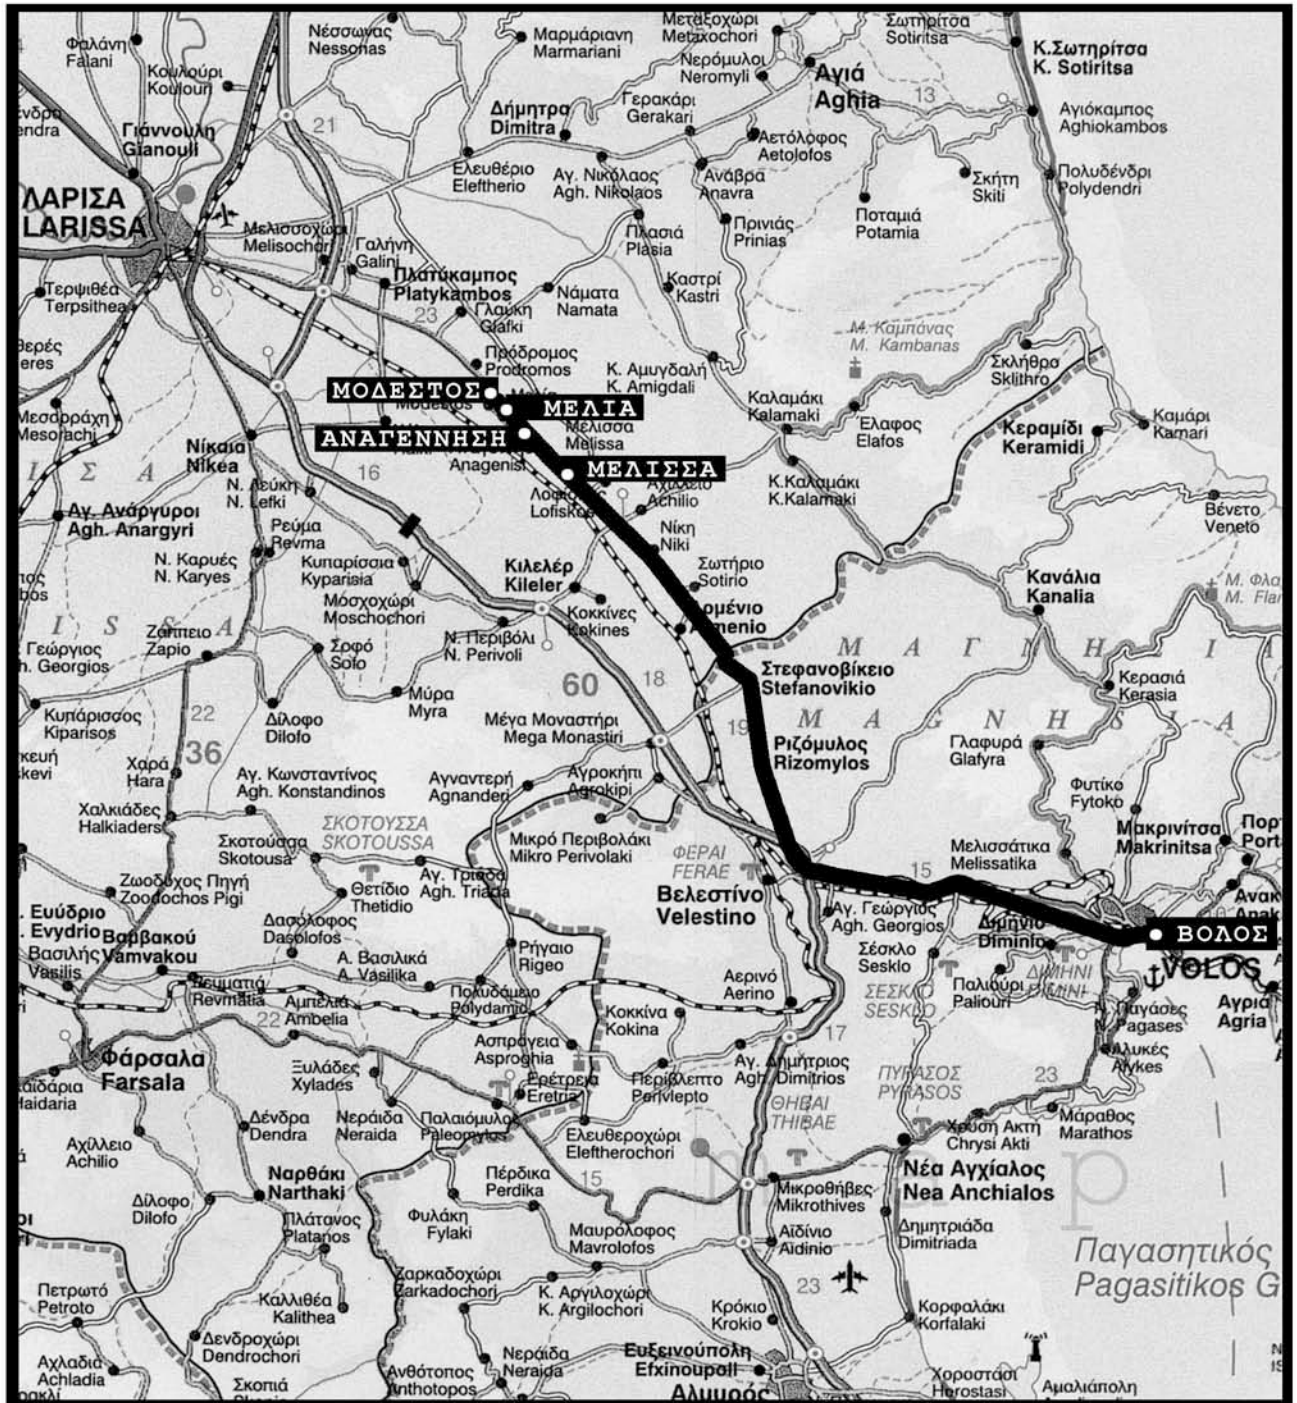 Φαλάνη
Falani
Νέσσωνας
Nessonas
Μαρμάριανη
Marmariani
Μεταξοχώρι
Metaxochori
Σωτηρίτσα
Sotiritsa
Κ.Σωτηρίτσα
K. Sotiritsa
Κουλούρι
Koulouri
Νερόμυλοι
Neromyli
Αγιά
Aghia
13
Γιάννουλη
Gianouli
21
Δήμητρα
Dimitra
Γερακάρι
Gerakari
Αετόλοφος
Aetolofos
Αγιόκαμπος
Aghiokambos
Ελευθέριο
Eleftherio
Αγ. Νικόλαος
Agh. Nikolaos
Ανάβρα
Anavra
Σκήτη
Skiti
Πολυδένδρι
Polydendri
ΛΑΡΙΣΑ
LARISSA
Μελισσοχώρι
Melisochori
Γαλήνη
Galini
Πλασιά
Plasia
Πρινιάς
Prinias
Ποταμιά
Potamia
Τερψιθέα
Terpsithea
Πλατύκαμπος
Platykambos
Νάματα
Namata
Καστρί
Kastri
23
Γλαύκη
Glafki
Πρόδρομος
Prodromos
Κ. Αμυγδαλή
K. Amigdali
Μ. Καμπάνας
M. Kambanas
Σκλήθρο
Sklithro
ΜΟΔΕΣΤΟΣ
ΜΕΛΙΑ
ΑΝΑΓΕΝΝΗΣΗ
ΜΕΛΙΣΣΑ
Μέλισσα
Melissa
Καλαμάκι
Kalamaki
Έλαφος
Elafos
Κεραμίδι
Keramidi
Καμάρι
Kamari
Μεσορράχη
Mesorachi
Νίκαια
Nikea
16
Κ.Καλαμάκι
K.Kalamaki
Βένετο
Veneto
Ν. Λεύκη
N. Lefki
Αγ. Ανάργυροι
Agh. Anargyri
Ρεύμα
Revma
Achilio
Νίκη
Niki
Ν. Καρυές
N. Karyes
Κυπαρίσσια
Kyparisia
Κιλελέρ
Kileler
Σωτήριο
Sotirio
Κανάλια
Kanalia
Μοσχοχώρι
Moschochori
Κοκκίνες
Kokines
Ζάππειο
Zapio
Σοφό
Sofo
Ν. Περιβόλι
N. Perivoli
ΜΑΓΝΗΣΙΑ
MAGNHSIA
60
18
Στεφανοβίκειο
Stefanovikio
Κερασιά
Kerasia
Κυπάρισσος
Kiparisos
22
Δίλοφο
Dilofo
Μύρα
Myra
Μέγα Μοναστήρι
Mega Monastiri
19
Ριζόμυλος
Rizomylos
Γλαφυρά
Glafyra
36
Χαρά
Hara
Αγ. Κωνσταντίνος
Agh. Konstandinos
Αγναντερή
Agnanderi
Αγροκήπι
Agrokipi
Φυτόκο
Fytoko
Χαλκιάδες
Halkiades
ΣΚΟΤΟΥΣΣΑ
SKOTOUSSA
Μικρό Περιβολάκι
Mikro Perivolaki
Μακρινίτσα
Makrinitsa
Σκοτούσσα
Skotousa
Μελισσάτικα
Melissatika
ΦΕΡΑΙ
FERAE
15
Ζωοδόχος Πηγή
Zoodochos Pigi
Θετίδιο
Thetidio
Αγ. Τριάδα
Agh. Triada
Βελεστίνο
Velestino
Αγ. Γεώργιος
Agh. Georgios
Διμήνιο
Diminio
ΒΟΛΟΣ
VOLOS
Βαμβακού
Vamvakou
Δασόλοφος
Dasolofos
Ρήγαιο
Rigeo
Σέσκλο
Sesklo
Βασιλής
Vasilis
Α. Βασιλικά
A. Vasilika
Αερινό
Aerino
Παλιούρι
Paliouri
ΔΙΜΗΝΙ
DIMINI
Ρευματιά
Revmatia
Αμπελιά
Ambelia
Πολυδάμειο
Polydamio
Κοκκίνα
Kokina
ΣΕΣΚΛΟ
SESKLO
Ν. Παγάσες
N. Pagases
Αγριά
Agria
22
Ασπρόγεια
Asproghia
17
Φάρσαλα
Farsala
Ξυλάδες
Xylades
Ερέτρεια
Eretria
Περίβλεπτο
Perivlepto
Αγ. Δημήτριος
Agh. Dimitrios
Αλυκές
Alykes
ΠΥΡΑΣΟΣ
PYRASOS
23
Δένδρα
Dendra
Νεράιδα
Neraida
Παλαιόμυλος
Paleomylos
ΘΗΒΑΙ
THIBAE
Χρυσή Ακτή
Chrysi Akti
Μάραθος
Marathos
Αχίλλειο
Achilio
Ελευθεροχώρι
Eleftherochori
Ναρθάκι
Narthaki
Πέρδικα
Perdika
15
Μικροθήβες
Mikrothives
Νέα Αγχίαλος
Nea Anchialos
Δίλοφο
Dilofo
Πλάτανος
Platanos
Φυλάκη
Fylaki
Μαυρόλοφος
Mavrolofos
Αϊδίνιο
Aidinio
Δημητριάδα
Dimitriada
Παγασητικός
Pagasitikos G
Πετρωτό
Petroto
Καλλιθέα
Kalithea
Ζαρκαδοχώρι
Zarkadochori
Κ. Αργιλοχώρι
K. Argilochori
23
Κρόκιο
Krokio
Κορφαλάκι
Korfalaki
Δενδροχώρι
Dendrochori
Αχλαδιά
Achladia
Σκοπιά
Ανθότοπος
Anthotopos
Νεράιδα
Neraida
Ευξεινούπολη
Efxinoupoli
Αλμυρός
Χοροστάσι
Horostasi
Αμαλιάπολη